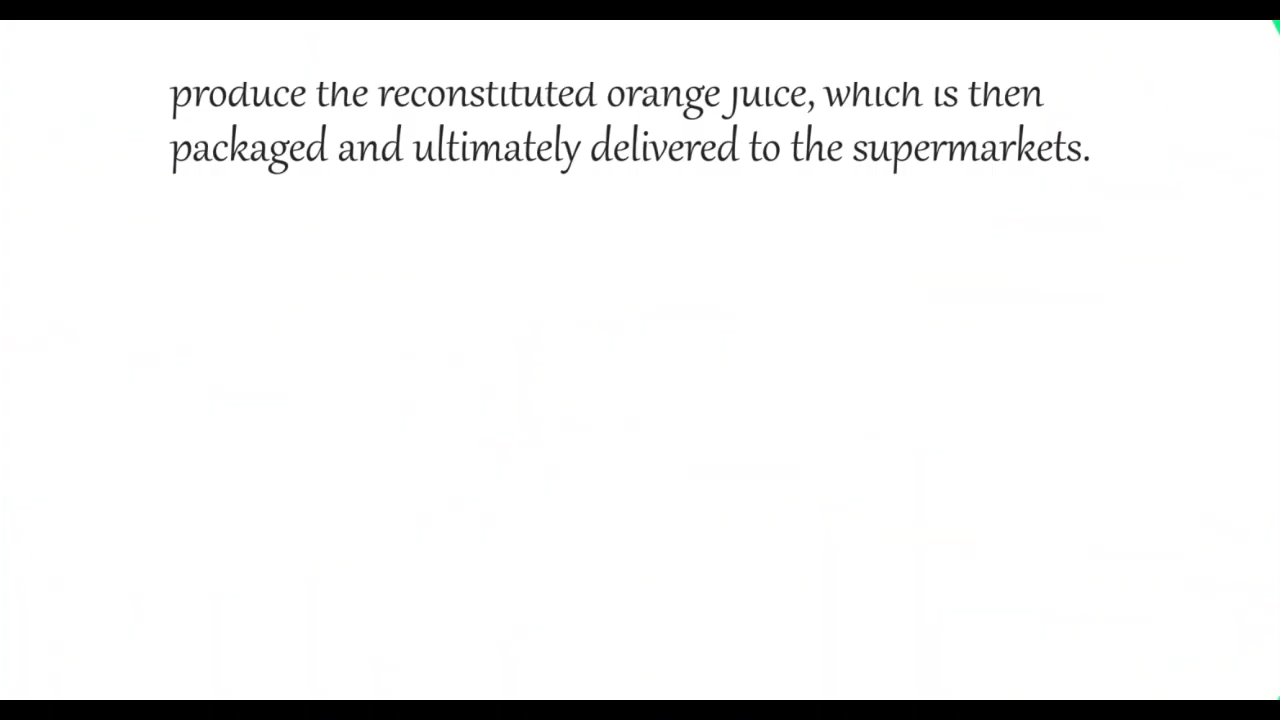 produce the reconstituted orange juice, which is then
packaged and ultimately delivered to the supermarkets.